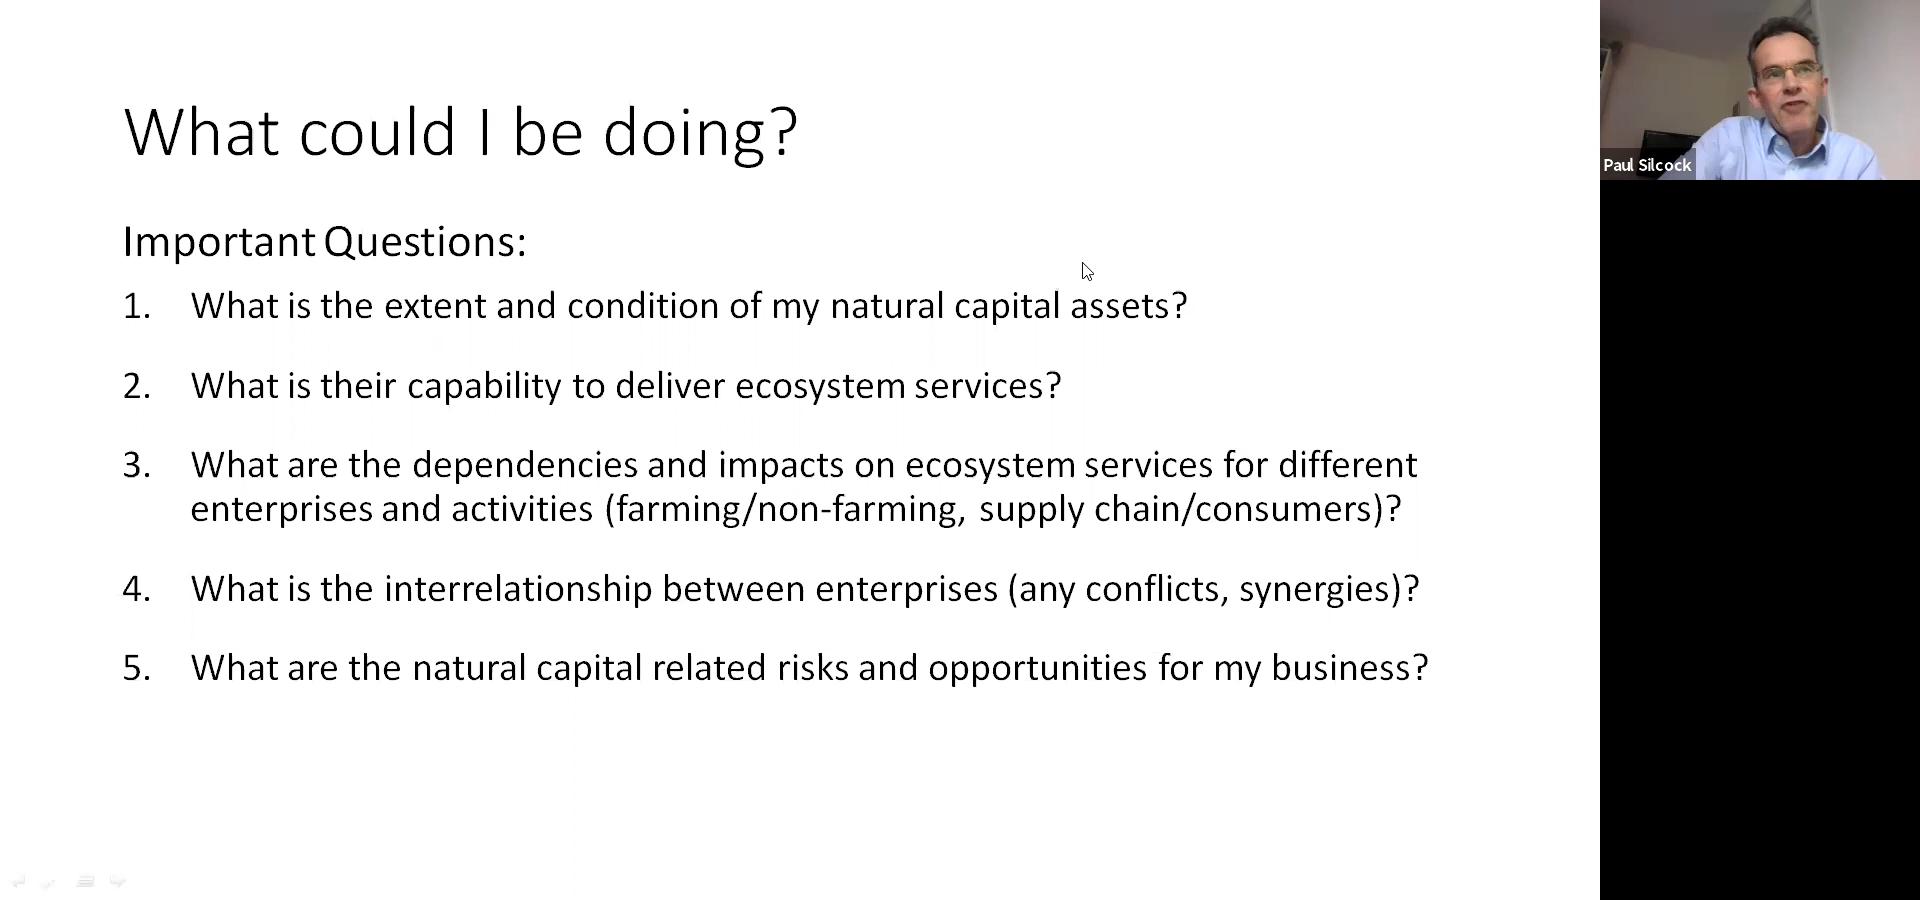 What could I be doing?
Important Questions:
1. What is the extent and condition of my natural capital assets?
2. What is their capability to deliver ecosystem services?
3. What are the dependencies and impacts on ecosystem services for different
enterprises and activities (farming/non-farming, supply chain/consumers)?
4. What is the interrelationship between enterprises (any conflicts, synergies)?
5. What are the natural capital related risks and opportunities for my business?
Paul Silcock